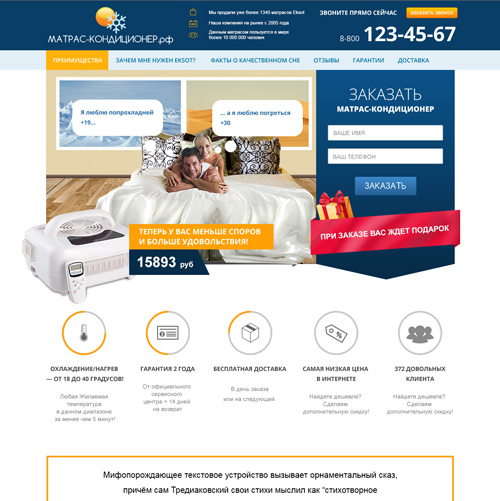 МАТРАС-КОНДИЦИОНЕР.рф
Мы продали уже более 1340 матрасов Eksot
Наша компания на рынке с 2005 года
Данным матрасом пользуется в мире
более 10 000 000 человек
ЗВОНИТЕ ПРЯМО СЕЙЧАС
заказать звонок
8-800 123-45-67
ПРЕИМУЩЕСТВА
ЗАЧЕМ МНЕ НУЖЕН EKSOT?
ФАКТЫ О КАЧЕСТВЕННОМ СНЕ
ОТЗЫВЫ
ГАРАНТИИ
ДОСТАВКА
Я люблю попрохладней
+19...
... а я люблю погреться
+30
ЗАКАЗАТЬ
МАТРАС-КОНДИЦИОНЕР
ВАШЕ ИМЯ
ВАШ ТЕЛЕФОН
ЗАКАЗАТЬ
ПРИ ЗАКАЗЕ ВАС ЖДЕТ ПОДАРОК
ТЕПЕРЬ У ВАС МЕНЬШЕ СПОРОВ
И БОЛЬШЕ УДОВОЛЬСТВИЯ!
15893 руб
ОХЛАЖДЕНИЕ/НАГРЕВ
— ОТ 18 ДО 40 ГРАДУСОВ!
Любая Желаемая
температура
в данном диапазоне
за менее чем 5 минут!
ГАРАНТИЯ 2 ГОДА
От официального
сервисного
центра + 14 дней
на возврат
БЕСПЛАТНАЯ ДОСТАВКА
В день заказа
или на следующий.
САМАЯ НИЗКАЯ ЦЕНА
В ИНТЕРНЕТЕ
Найдете дешевле?
Сделаем
дополнительную скидку!
372 ДОВОЛЬНЫХ
КЛИЕНТА
Найдете дешевле?
Сделаем
дополнительную скидку!
Мифопорождающее текстовое устройство вызывает орнаментальный сказ,
причём сам Тредиаковский свои стихи мыслил как "стихотворное